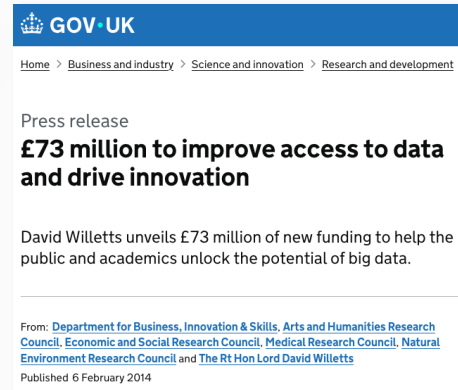 GOV·UK
Home > Business and industry > Science and innovation > Research and development
Press release
£73 million to improve access to data
and drive innovation
David Willetts unveils £73 million of new funding to help the
public and academics unlock the potential of big data.
From: Department for Business, Innovation & Skills, Arts and Humanities Research
Council, Economic and Social Research Council, Medical Research Council, Natural
Environment Research Council and The Rt Hon Lord David Willetts
Published 6 February 2014